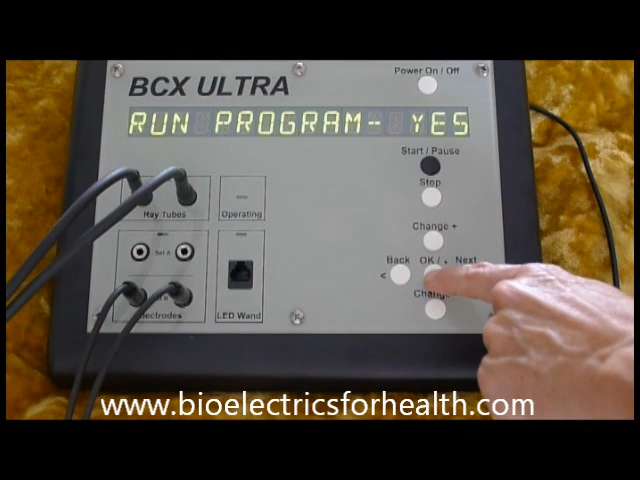 BCX ULTRA
Power On / Off
RUN PROGRAM-- YES
Start / Pause
Stop
Ray Tubes
Operating
Change +
Set A
Back OK / . Next
<
Change
LED Wand
www.bioelectricsforhealth.com